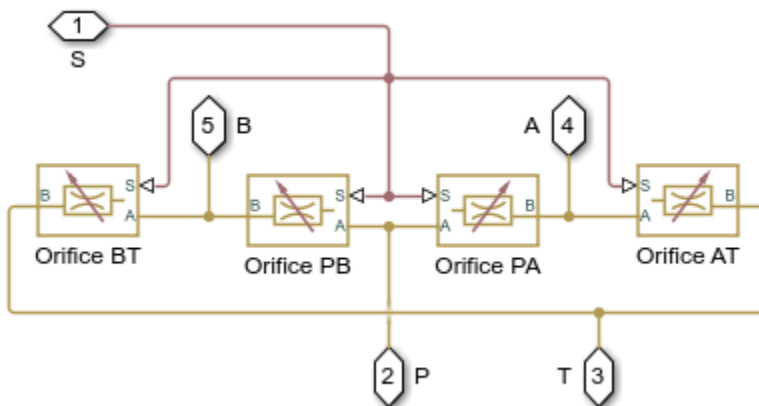 1
S
5 B
A 4
B S A
B S A
S A B
S A B
Orifice BT
Orifice PB
Orifice PA
Orifice AT
2 P
T 3